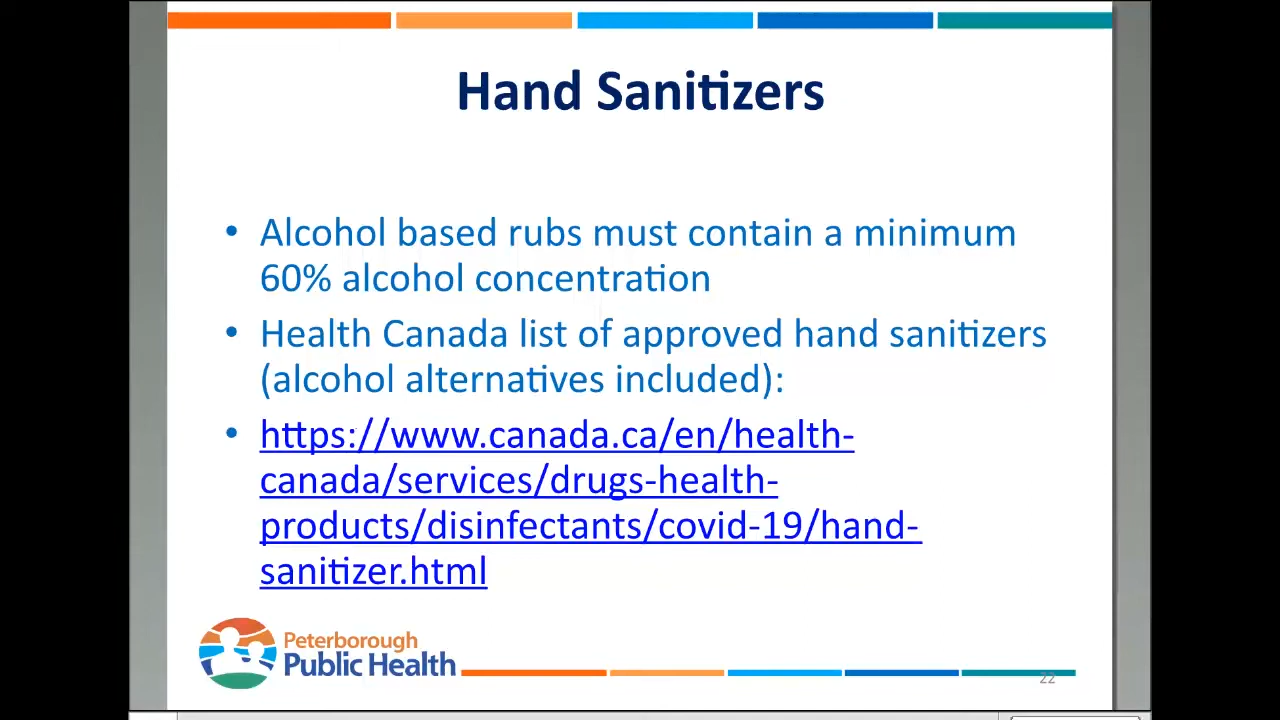 Hand Sanitizers
• Alcohol based rubs must contain a minimum
60% alcohol concentration
• Health Canada list of approved hand sanitizers
(alcohol alternatives included):
• https://www.canada.ca/en/health-
canada/services/drugs-health-
products/disinfectants/covid-19/hand-
sanitizer.html
Peterborough
Public Health
22